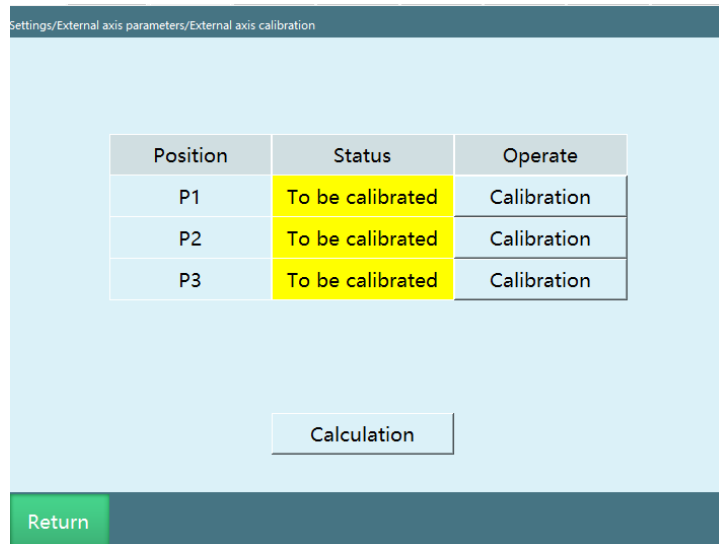 Settings/External axis parameters/External axis calibration
Position Status Operate
P1 To be calibrated Calibration
P2 To be calibrated Calibration
P3 To be calibrated Calibration
Calculation
Return